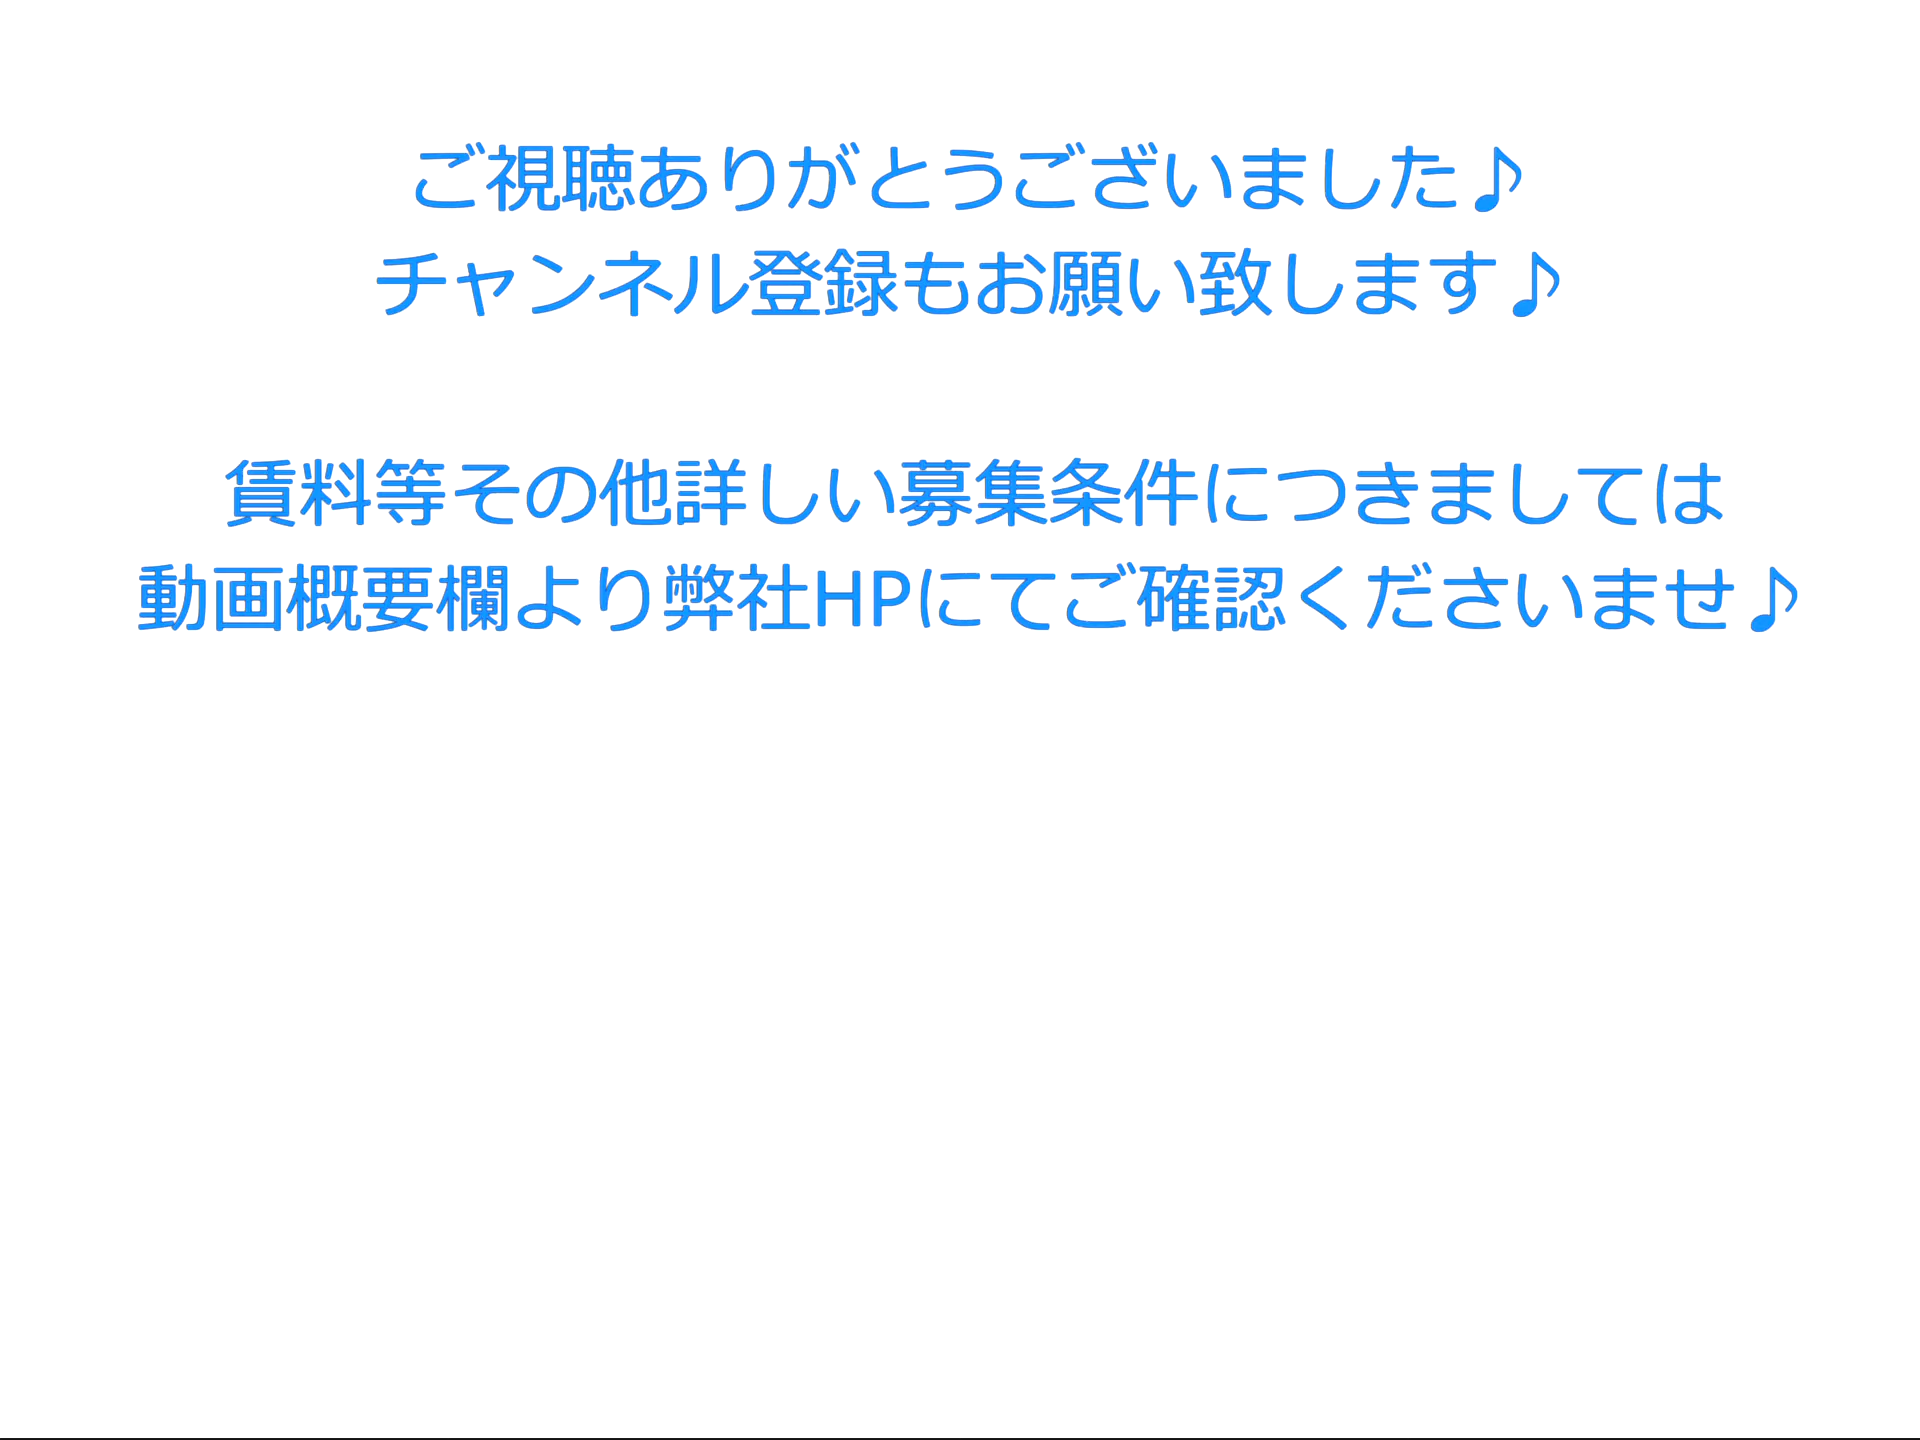 ご視聴ありがとうございました♪
チャンネル登録もお願い致します♪
賃料等その他詳しい募集条件につきましては
動画概要欄より弊社HPにてご確認くださいませ♪